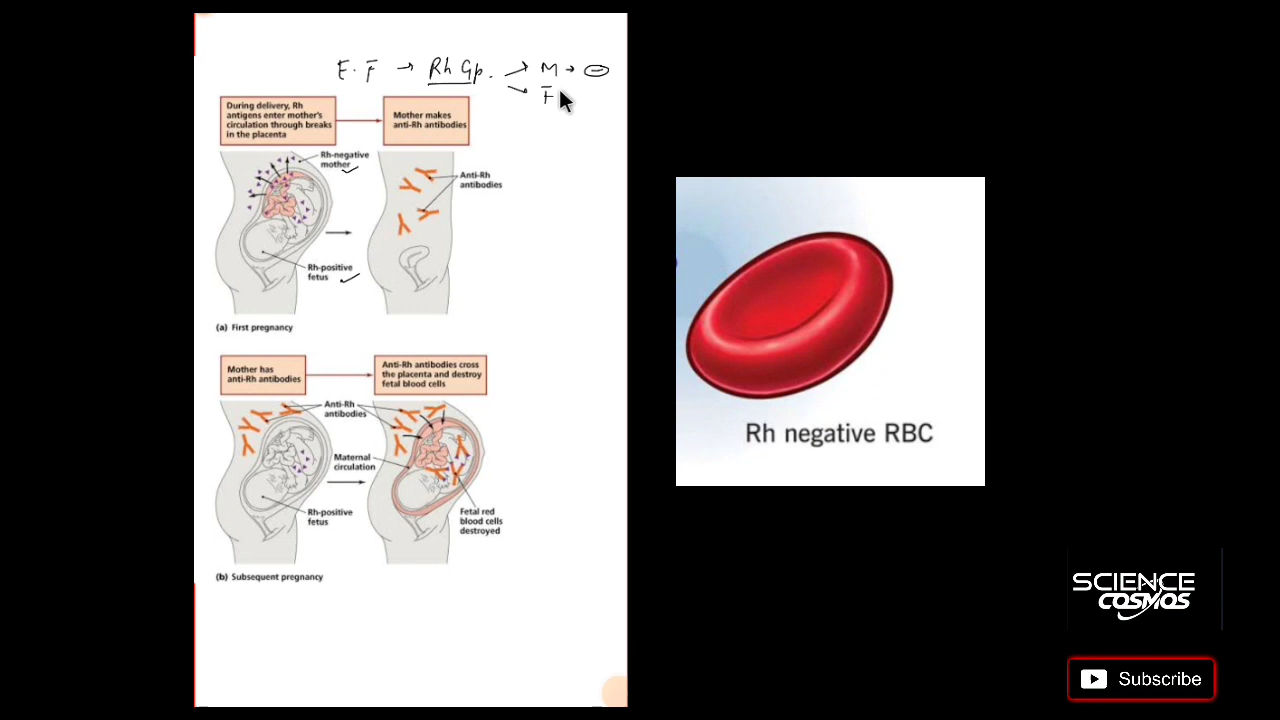 E. F → Rh Gp. → M → ⊖
→ F
During delivery, Rh
antigens enter mother's
circulation through breaks
in the placenta
Mother makes
anti-Rh antibodies
Rh-negative
mother
Anti-Rh
antibodies
Rh-positive
fetus
(a) First pregnancy
Mother has
anti-Rh antibodies
Anti-Rh antibodies cross
the placenta and destroy
fetal blood cells
Anti-Rh
antibodies
Maternal
circulation
Rh-positive
fetus
Fetal red
blood cells
destroyed
(b) Subsequent pregnancy
Rh negative RBC
SCIENCE
COSMOS
Subscribe